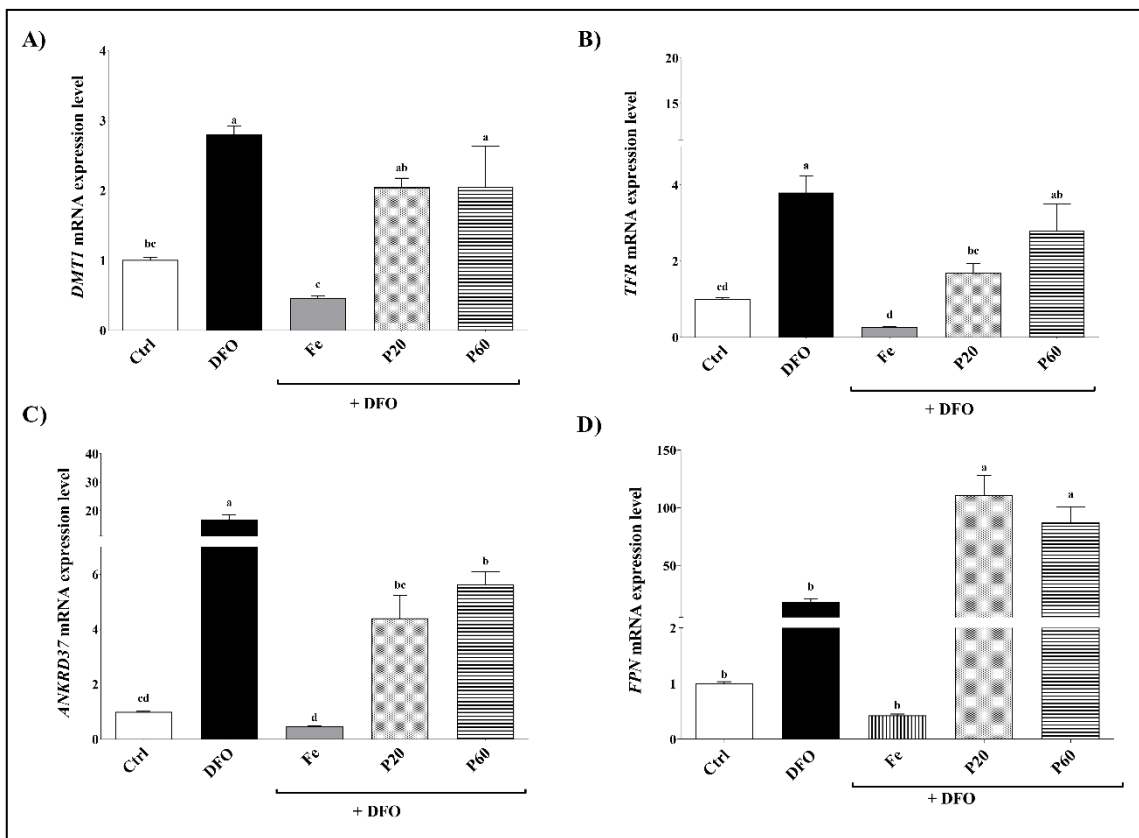 A)
DMT1 mRNA expression level
4
3
2
1
0
bc
a
c
ab
a
Ctrl
DFO
Fe
P20
P60
+ DFO
B)
TFR mRNA expression level
20
15
4
2
0
cd
a
d
bc
ab
Ctrl
DFO
Fe
P20
P60
+ DFO
C)
ANKRD37 mRNA expression level
40
30
20
6
4
2
0
cd
a
d
bc
b
Ctrl
DFO
Fe
P20
P60
+ DFO
D)
FPN mRNA expression level
150
100
50
2
1
0
b
b
b
a
a
Ctrl
DFO
Fe
P20
P60
+ DFO